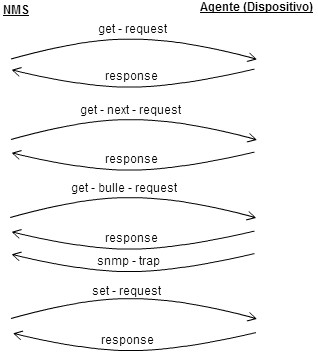 NMS
Agente (Dispositivo)
get - request
response
get - next - request
response
get - bulle - request
response
snmp - trap
set - request
response